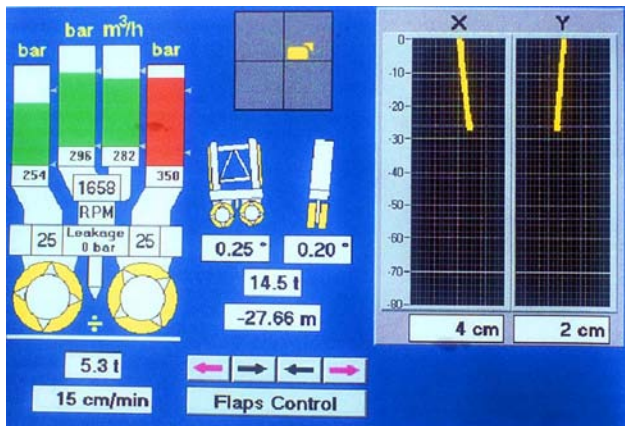 bar
bar m³/h
bar
254
296
282
350
1658
RPM
25
Leakage
0 bar
25
÷
5.3 t
15 cm/min
0.25 °
0.20 °
14.5 t
-27.66 m
Flaps Control
X
Y
0
-10
-20
-30
-40
-50
-60
-70
-80
4 cm
2 cm